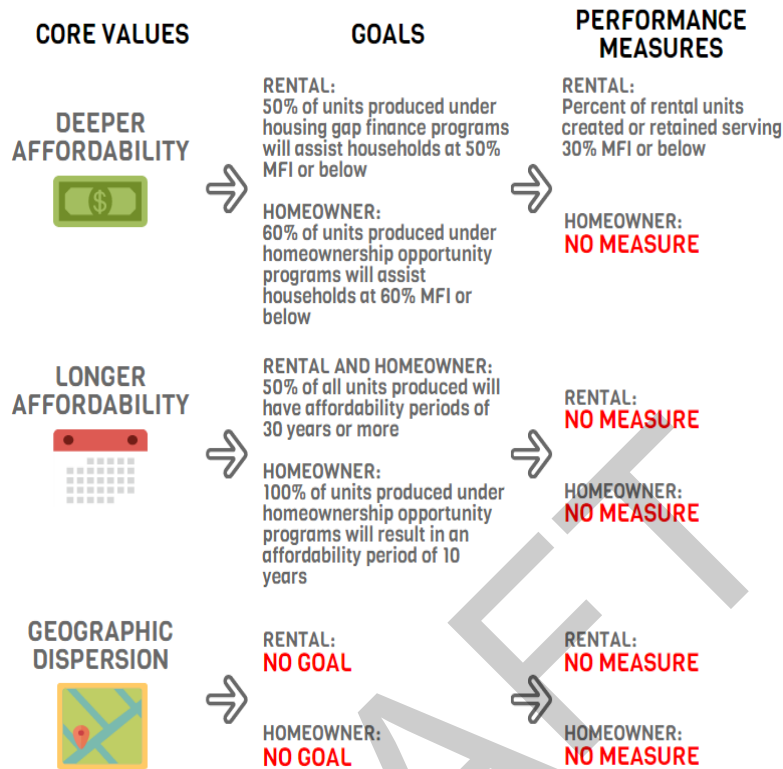 CORE VALUES
GOALS
PERFORMANCE
MEASURES
DEEPER
AFFORDABILITY
$
RENTAL:
50% of units produced under
housing gap finance programs
will assist households at 50%
MFI or below
HOMEOWNER:
60% of units produced under
homeownership opportunity
programs will assist
households at 60% MFI or
below
RENTAL:
Percent of rental units
created or retained serving
30% MFI or below
HOMEOWNER:
NO MEASURE
LONGER
AFFORDABILITY
RENTAL AND HOMEOWNER:
50% of all units produced will
have affordability periods of
30 years or more
HOMEOWNER:
100% of units produced under
homeownership opportunity
programs will result in an
affordability period of 10
years
RENTAL:
NO MEASURE
HOMEOWNER:
NO MEASURE
GEOGRAPHIC
DISPERSION
RENTAL:
NO GOAL
HOMEOWNER:
NO GOAL
RENTAL:
NO MEASURE
HOMEOWNER:
NO MEASURE
AFT